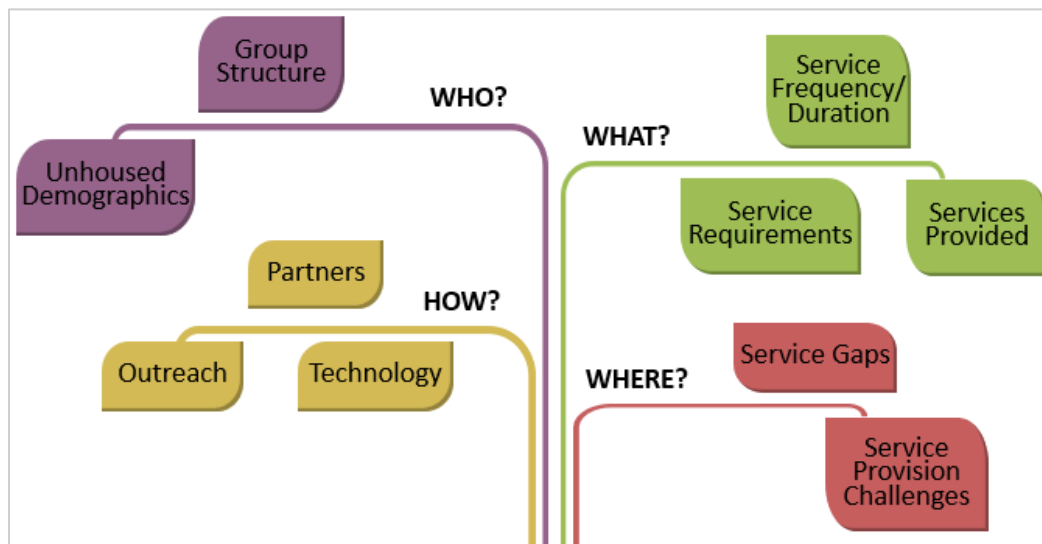 Group
Structure
WHO?
Unhoused
Demographics
Service
Frequency/
Duration
WHAT?
Service
Requirements
Services
Provided
Partners
HOW?
Outreach
Technology
Service Gaps
WHERE?
Service
Provision
Challenges